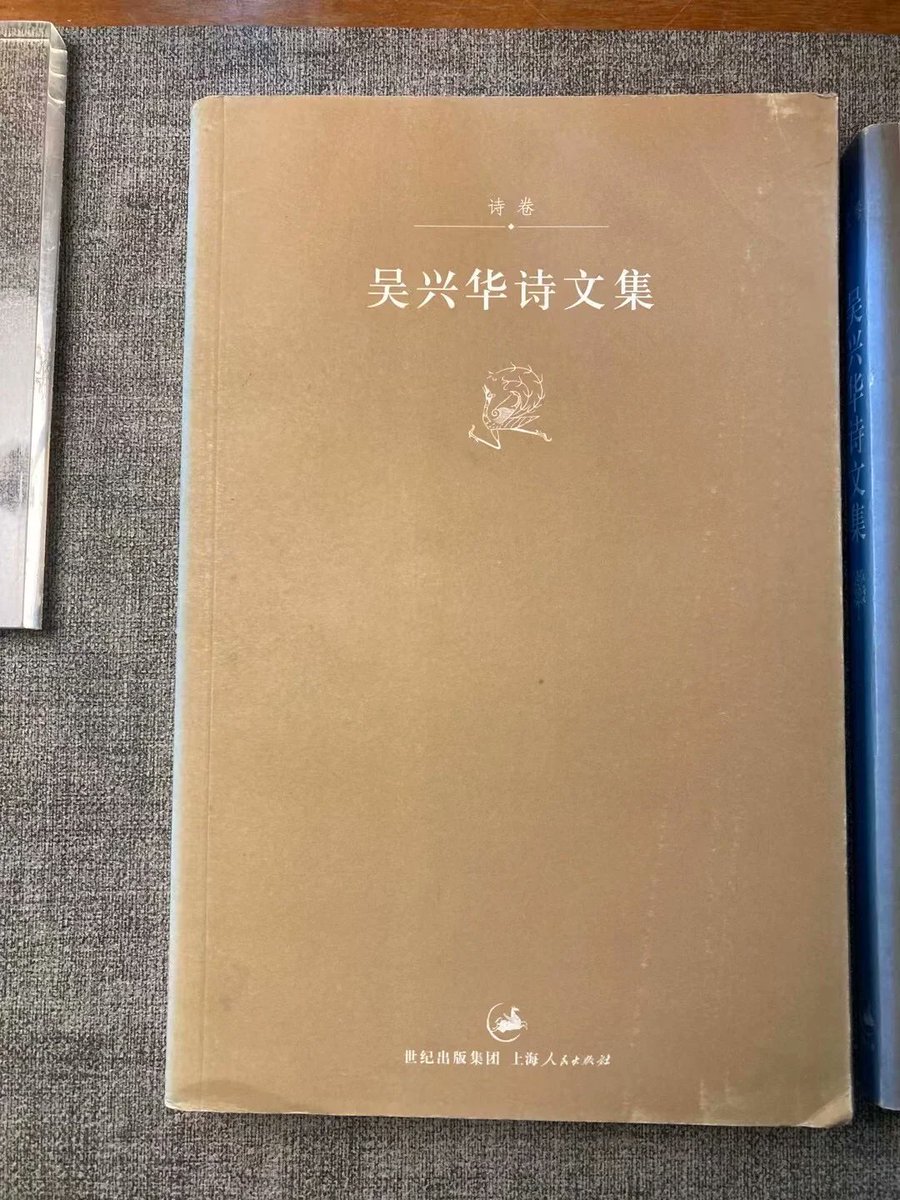 诗卷
吴兴华诗文集
世纪出版集团 上海人民出版社
吴兴华诗文集